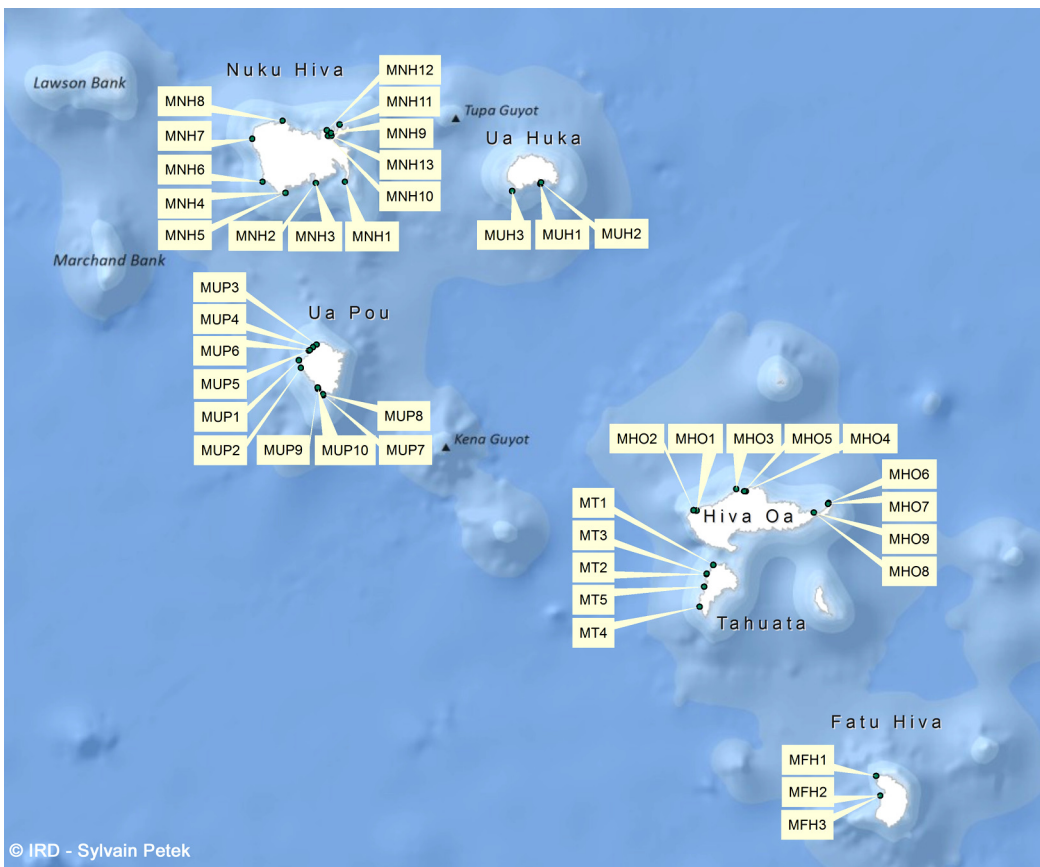 Lawson Bank
Nuku Hiva
MNH12
MNH8
MNH11
Tupa Guyot
MNH7
MNH9
Ua Huka
MNH13
MNH6
MNH10
MNH4
MNH5
MNH2
MNH3
MNH1
MUH3
MUH1
MUH2
Marchand Bank
MUP3
Ua Pou
MUP4
MUP6
MUP5
MUP1
MUP8
MUP2
MUP9
MUP10
MUP7
Kena Guyot
MHO2
MHO1
MHO3
MHO5
MHO4
MHO6
MT1
MHO7
Hiva Oa
MT3
MHO9
MT2
MHO8
MT5
MT4
Tahuata
Fatu Hiva
MFH1
MFH2
MFH3
© IRD - Sylvain Petek